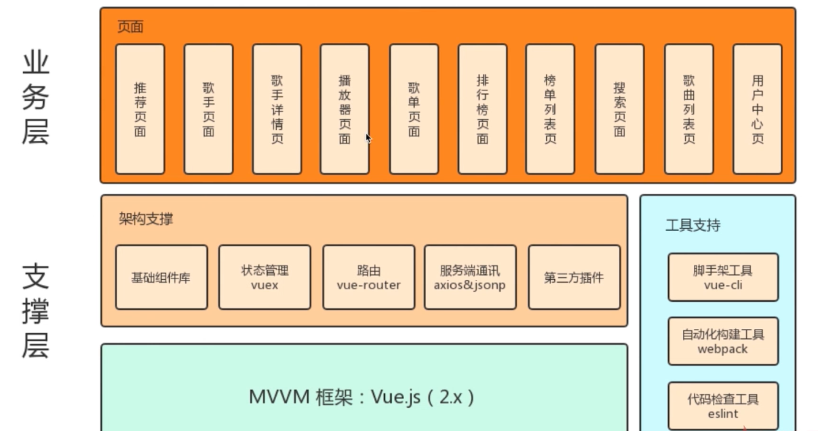 业务层
页面
推荐页面
歌手页面
歌手详情页
播放器页面
歌单页面
排行榜页面
榜单列表页
搜索页面
歌曲列表页
用户中心页
支撑层
架构支撑
基础组件库
状态管理
vuex
路由
vue-router
服务端通讯
axios&jsonp
第三方插件
工具支持
脚手架工具
vue-cli
自动化构建工具
webpack
代码检查工具
eslint
MVVM 框架：Vue.js（2.x）